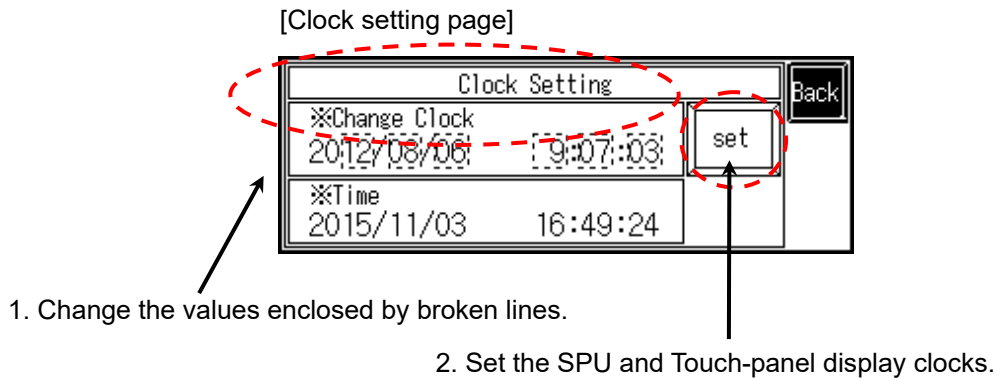 [Clock setting page]
Clock Setting
Back
※Change Clock
2012/08/06 9:07:03
set
※Time
2015/11/03 16:49:24
1. Change the values enclosed by broken lines.
2. Set the SPU and Touch-panel display clocks.